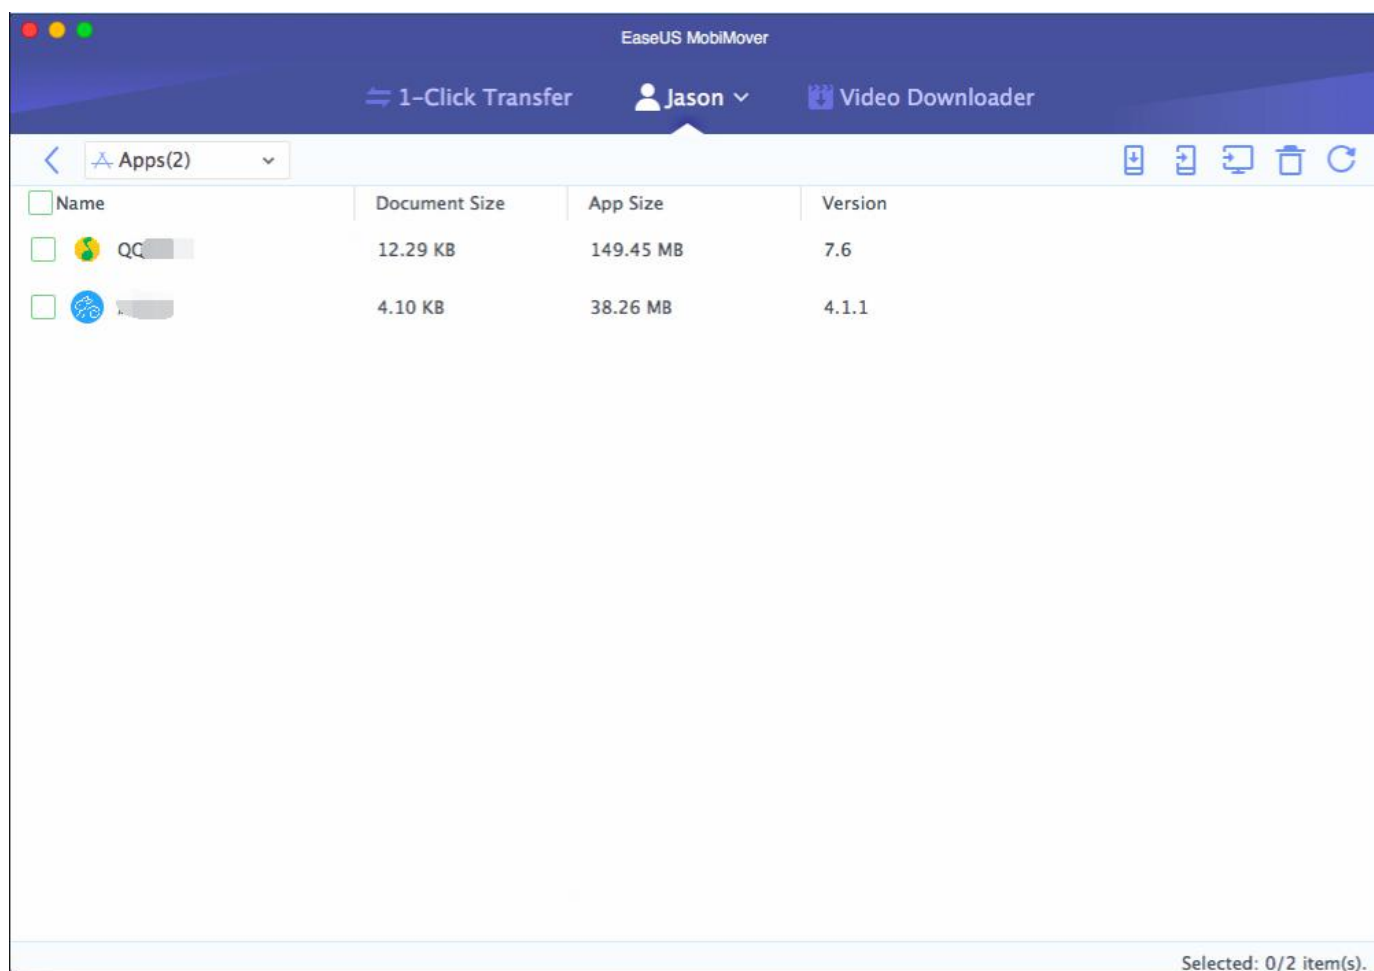 EaseUS MobiMover
1-Click Transfer Jason Video Downloader
Apps(2)
Name Document Size App Size Version
QQ 12.29 KB 149.45 MB 7.6
4.10 KB 38.26 MB 4.1.1
Selected: 0/2 item(s).